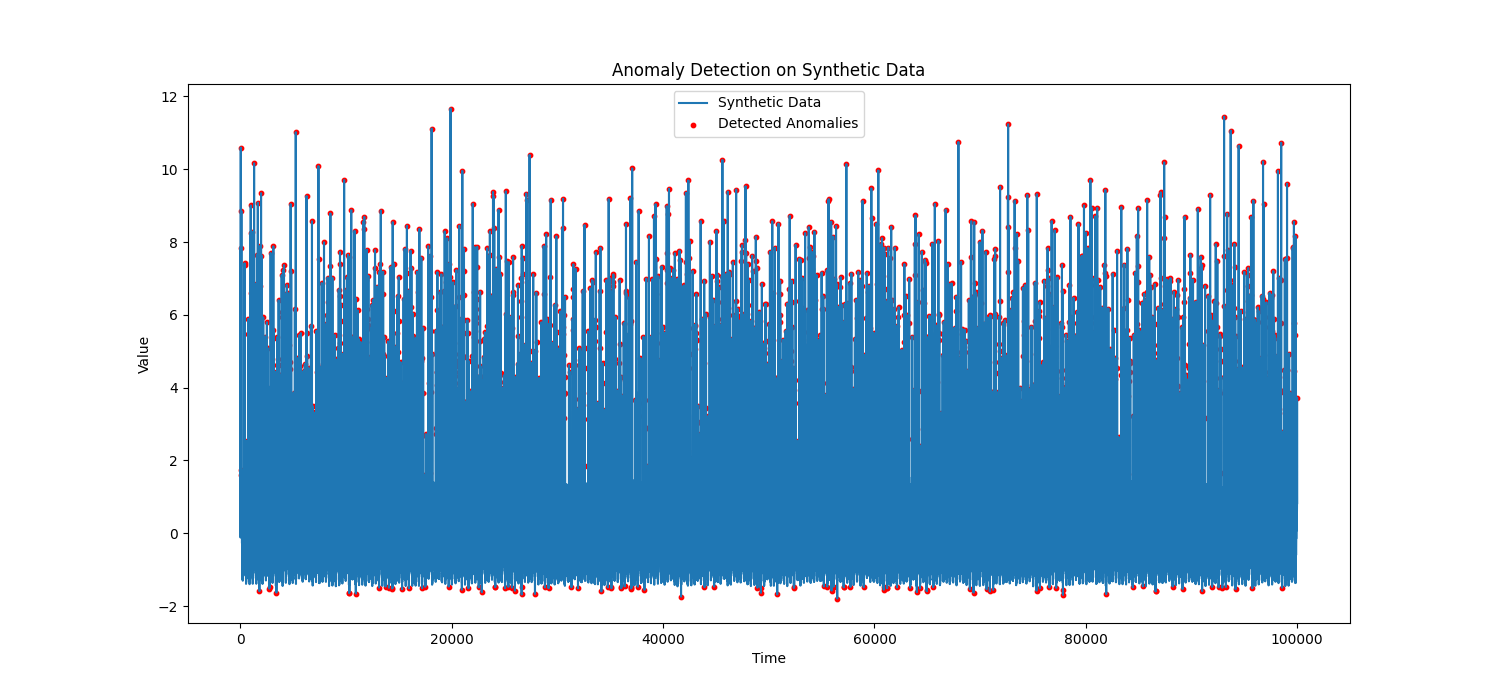 Anomaly Detection on Synthetic Data
Synthetic Data
Detected Anomalies
Value
12
10
8
6
4
2
0
−2
0 20000 40000 60000 80000 100000
Time